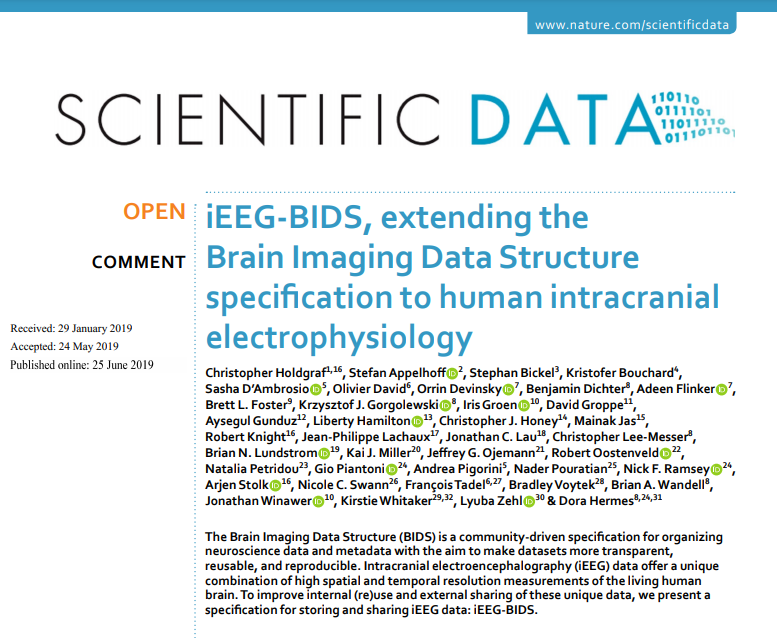 www.nature.com/scientificdata
SCIENTIFIC DATA
110110
0111101
11011110
011101101
OPEN
COMMENT
Received: 29 January 2019
Accepted: 24 May 2019
Published online: 25 June 2019
iEEG-BIDS, extending the
Brain Imaging Data Structure
specification to human intracranial
electrophysiology
Christopher Holdgraf1,16, Stefan Appelhoff2, Stephan Bickel3, Kristofer Bouchard4,
Sasha D’Ambrosio5, Olivier David6, Orrin Devinsky7, Benjamin Dichter8, Adeen Flinker7,
Brett L. Foster9, Krzysztof J. Gorgolewski8, Iris Groen10, David Groppe11,
Aysegul Gunduz12, Liberty Hamilton13, Christopher J. Honey14, Mainak Jas15,
Robert Knight16, Jean-Philippe Lachaux17, Jonathan C. Lau18, Christopher Lee-Messer8,
Brian N. Lundstrom19, Kai J. Miller20, Jeffrey G. Ojemann21, Robert Oostenveld22,
Natalia Petridou23, Gio Piantoni24, Andrea Pigorini5, Nader Pouratian25, Nick F. Ramsey24,
Arjen Stolk16, Nicole C. Swann26, François Tadel6,27, Bradley Voytek28, Brian A. Wandell8,
Jonathan Winawer10, Kirstie Whitaker29,32, Lyuba Zehl30 & Dora Hermes8,24,31
The Brain Imaging Data Structure (BIDS) is a community-driven specification for organizing
neuroscience data and metadata with the aim to make datasets more transparent,
reusable, and reproducible. Intracranial electroencephalography (iEEG) data offer a unique
combination of high spatial and temporal resolution measurements of the living human
brain. To improve internal (re)use and external sharing of these unique data, we present a
specification for storing and sharing iEEG data: iEEG-BIDS.